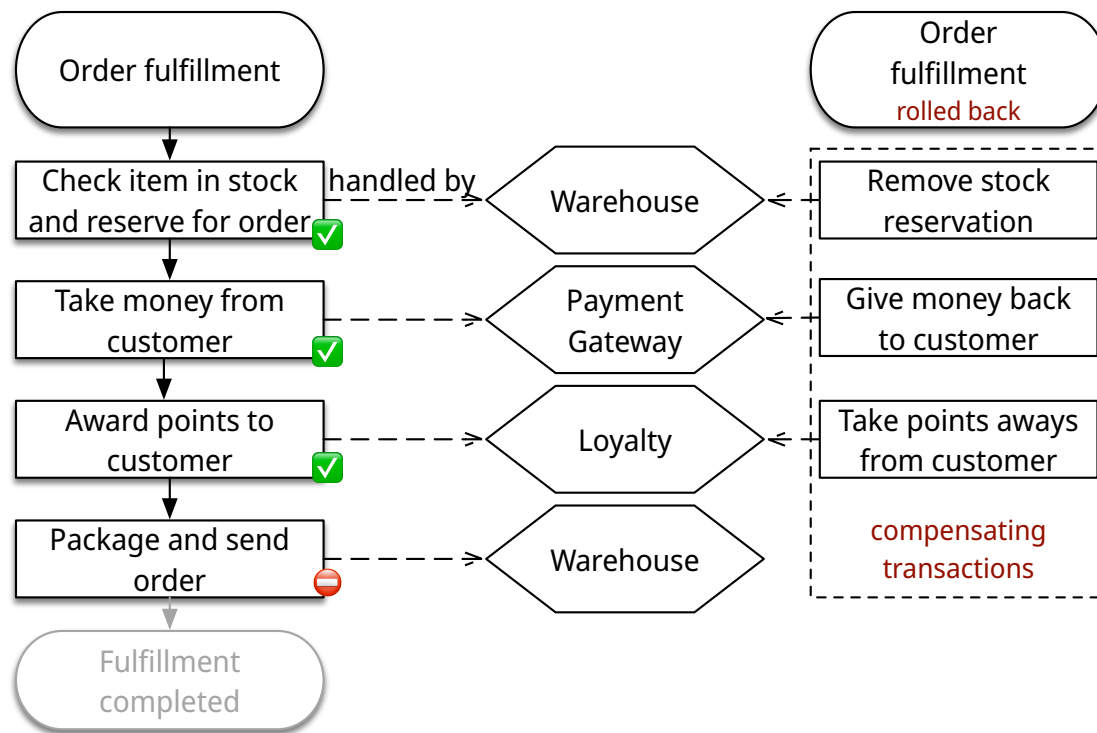 Order fulfillment
Order
fulfillment
rolled back
Check item in stock
and reserve for order
handled by
Warehouse
Remove stock
reservation
Take money from
customer
Payment
Gateway
Give money back
to customer
Award points to
customer
Loyalty
Take points aways
from customer
Package and send
order
Warehouse
compensating
transactions
Fulfillment
completed